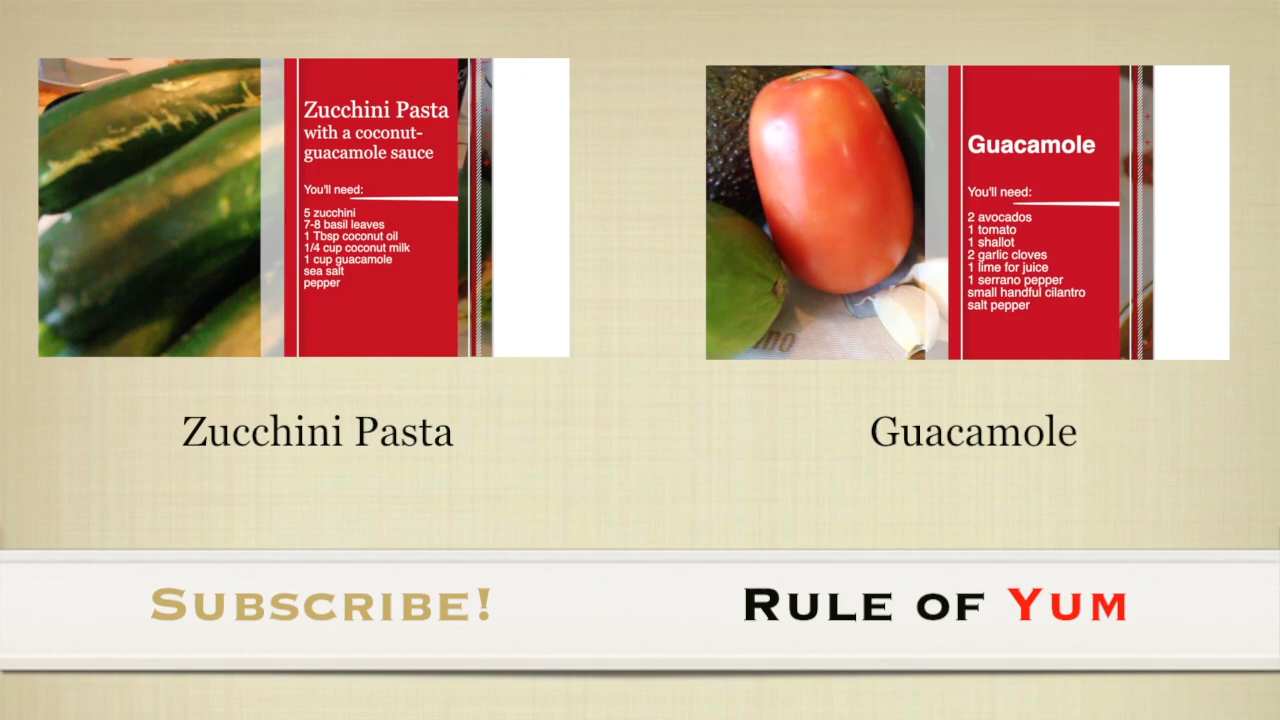 Zucchini Pasta
with a coconut-
guacamole sauce
You'll need:
5 zucchini
7-8 basil leaves
1 Tbsp coconut oil
1/4 cup coconut milk
1 cup guacamole
sea salt
pepper
Guacamole
You'll need:
2 avocados
1 tomato
1 shallot
2 garlic cloves
1 lime for juice
1 serrano pepper
small handful cilantro
salt pepper
Zucchini Pasta
Guacamole
SUBSCRIBE!
RULE OF YUM